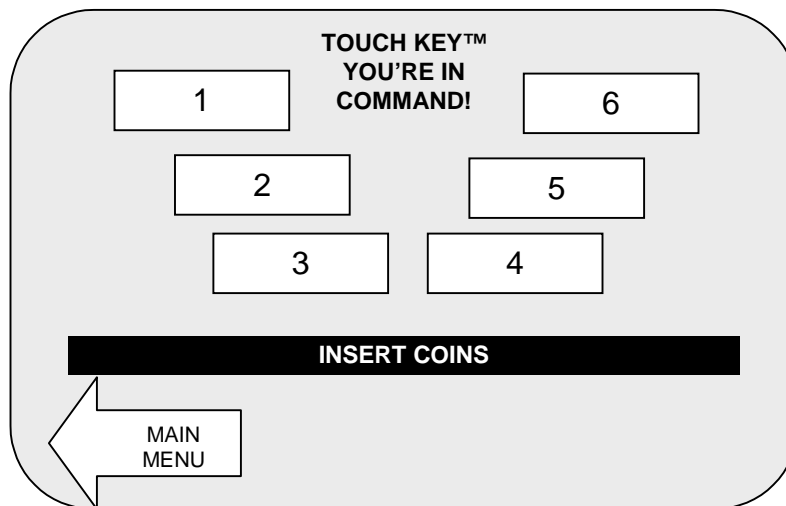 TOUCH KEY™
YOU'RE IN
COMMAND!
1
6
2
5
3
4
INSERT COINS
MAIN
MENU